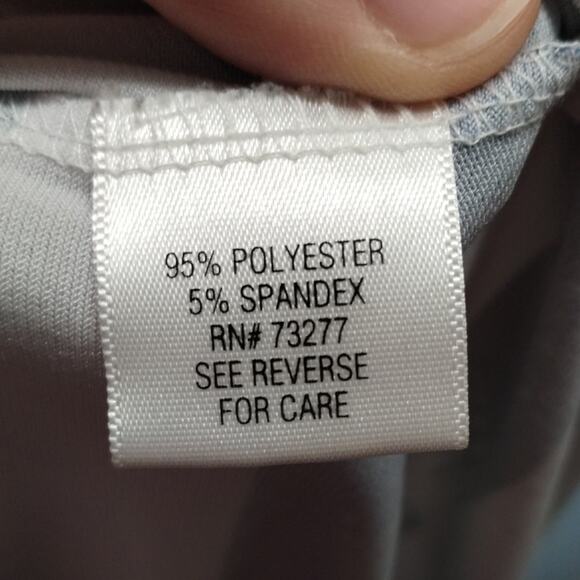 95% POLYESTER
5% SPANDEX
RN# 73277
SEE REVERSE
FOR CARE